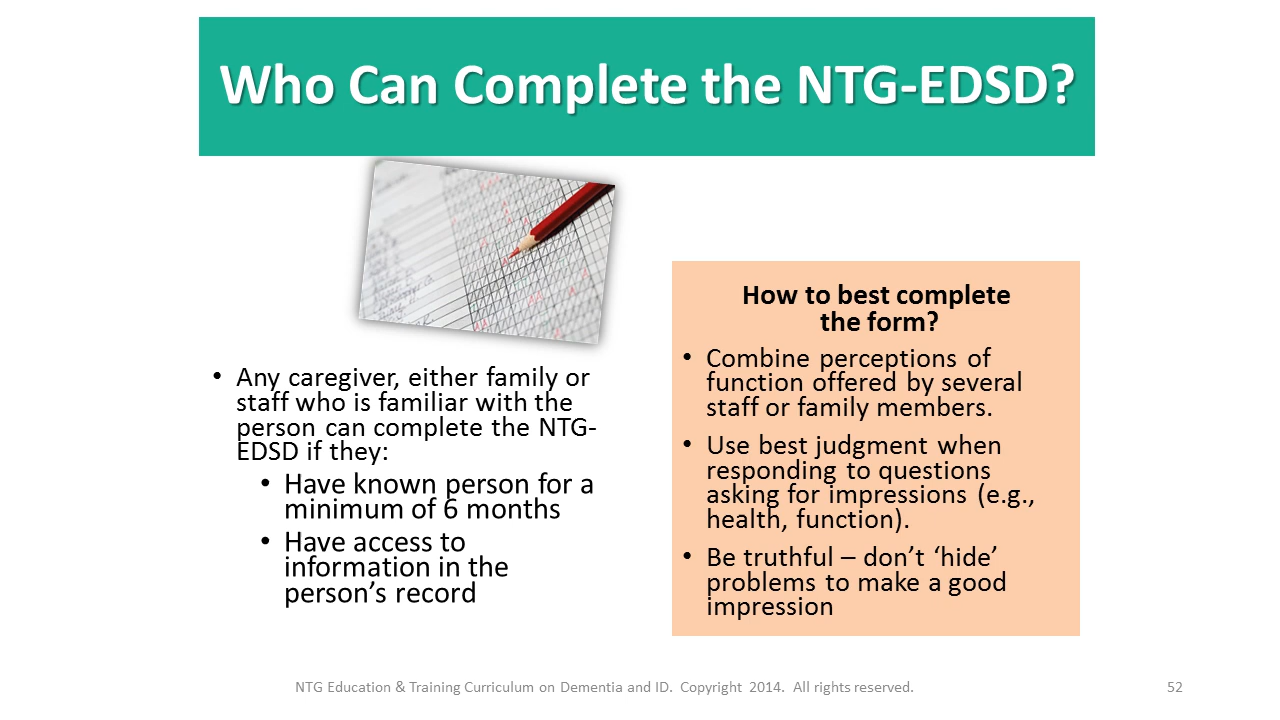 Who Can Complete the NTG-EDSD?
• Any caregiver, either family or
staff who is familiar with the
person can complete the NTG-
EDSD if they:
• Have known person for a
minimum of 6 months
• Have access to
information in the
person's record
How to best complete
the form?
• Combine perceptions of
function offered by several
staff or family members.
• Use best judgment when
responding to questions
asking for impressions (e.g.,
health, function).
• Be truthful – don't ‘hide’
problems to make a good
impression
NTG Education & Training Curriculum on Dementia and ID.  Copyright 2014.  All rights reserved.
52